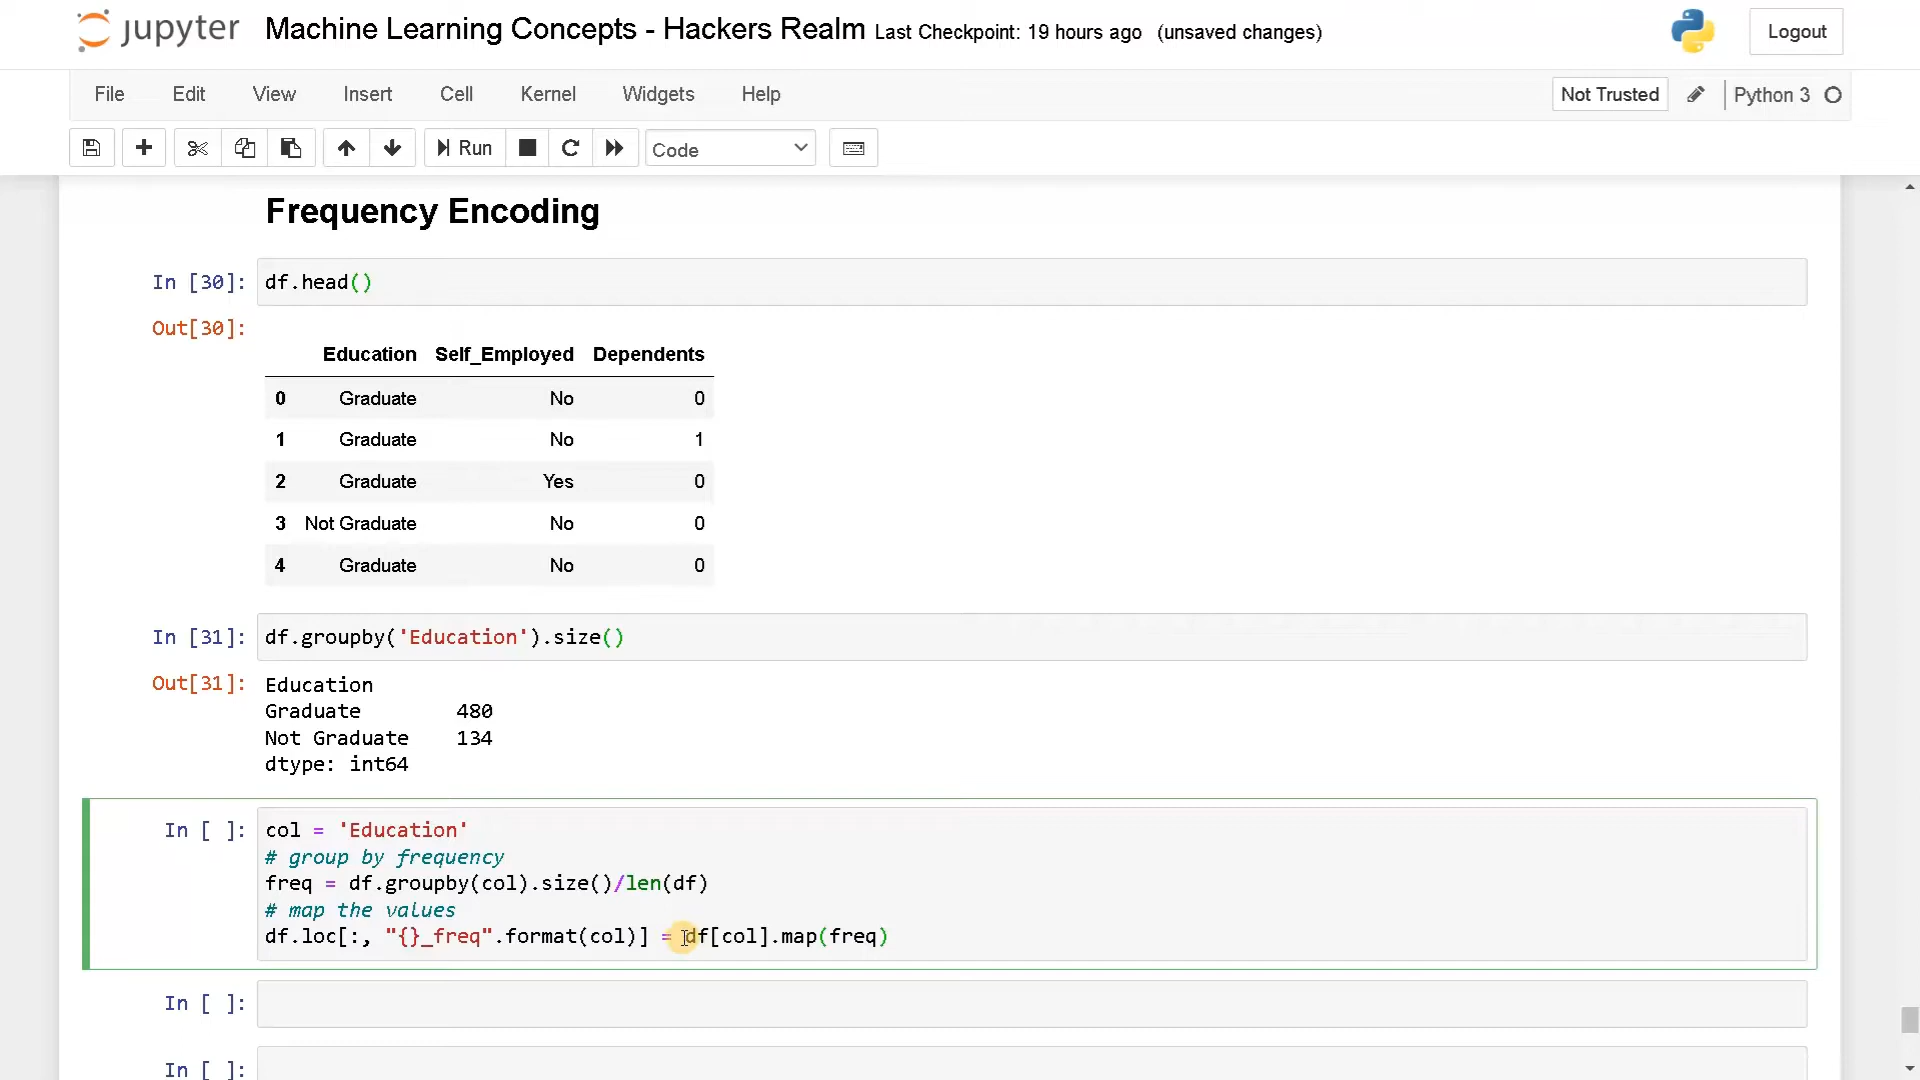 jupyter Machine Learning Concepts - Hackers Realm Last Checkpoint: 19 hours ago (unsaved changes) Logout
File Edit View Insert Cell Kernel Widgets Help Not Trusted Python 3
Run Code
Frequency Encoding
In [30]: df.head()
Out[30]:
Education Self_Employed Dependents
0 Graduate No 0
1 Graduate No 1
2 Graduate Yes 0
3 Not Graduate No 0
4 Graduate No 0
In [31]: df.groupby('Education').size()
Out[31]: Education
Graduate 480
Not Graduate 134
dtype: int64
In [ ]: col = 'Education'
# group by frequency
freq = df.groupby(col).size()/len(df)
# map the values
df.loc[:, "{}_freq".format(col)] = df[col].map(freq)
In [ ]:
In [ ]: